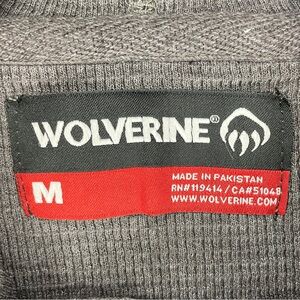 WOLVERINE®
M
MADE IN PAKISTAN
RN#119414 / CA#51048
WWW.WOLVERINE.COM